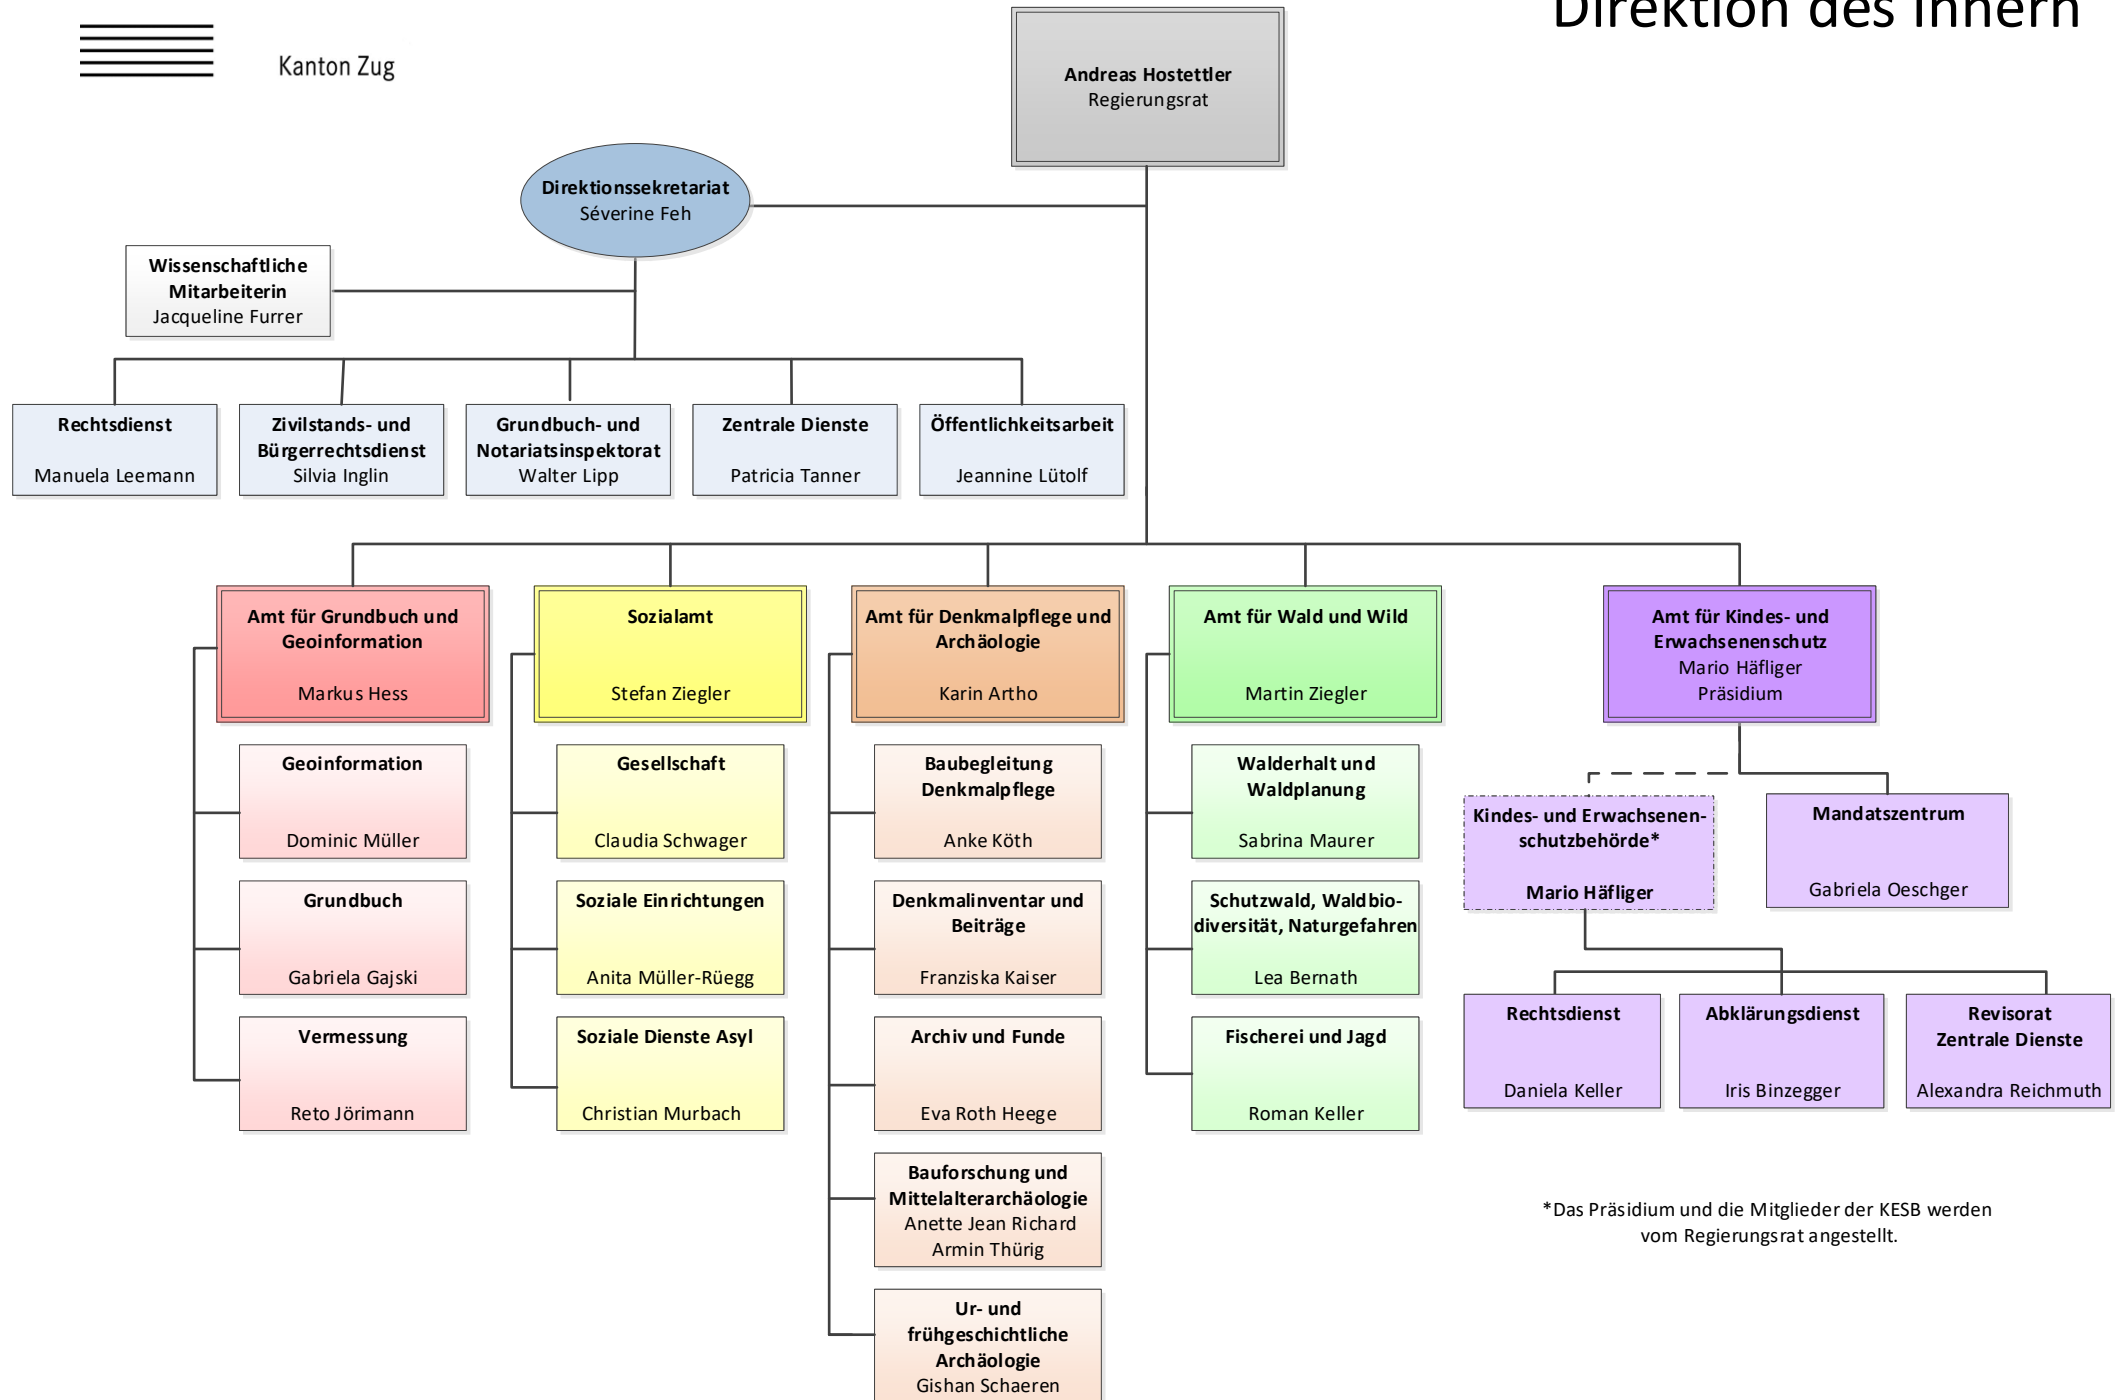 Direktion des Innern
Kanton Zug
Andreas Hostettler
Regierungsrat
Direktionssekretariat
Séverine Feh
Wissenschaftliche
Mitarbeiterin
Jacqueline Furrer
Rechtsdienst
Manuela Leemann
Zivilstands- und
Bürgerrechtsdienst
Silvia Inglin
Grundbuch- und
Notariatsinspektorat
Walter Lipp
Zentrale Dienste
Patricia Tanner
Öffentlichkeitsarbeit
Jeannine Lütolf
Amt für Grundbuch und
Geoinformation
Markus Hess
Geoinformation
Dominic Müller
Grundbuch
Gabriela Gajski
Vermessung
Reto Jörimann
Sozialamt
Stefan Ziegler
Gesellschaft
Claudia Schwager
Soziale Einrichtungen
Anita Müller-Rüegg
Soziale Dienste Asyl
Christian Murbach
Amt für Denkmalpflege und
Archäologie
Karin Artho
Baubegleitung
Denkmalpflege
Anke Köth
Denkmalinventar und
Beiträge
Franziska Kaiser
Archiv und Funde
Eva Roth Heege
Bauforschung und
Mittelalterarchäologie
Anette Jean Richard
Armin Thürig
Ur- und
frühgeschichtliche
Archäologie
Gishan Schaeren
Amt für Wald und Wild
Martin Ziegler
Walderhalt und
Waldplanung
Sabrina Maurer
Schutzwald, Waldbio-
diversität, Naturgefahren
Lea Bernath
Fischerei und Jagd
Roman Keller
Amt für Kindes- und
Erwachsenenschutz
Mario Häfliger
Präsidium
Kindes- und Erwachsenen-
schutzbehörde*
Mario Häfliger
Mandatszentrum
Gabriela Oeschger
Rechtsdienst
Daniela Keller
Abklärungsdienst
Iris Binzegger
Revisorat
Zentrale Dienste
Alexandra Reichmuth
*Das Präsidium und die Mitglieder der KESB werden
vom Regierungsrat angestellt.